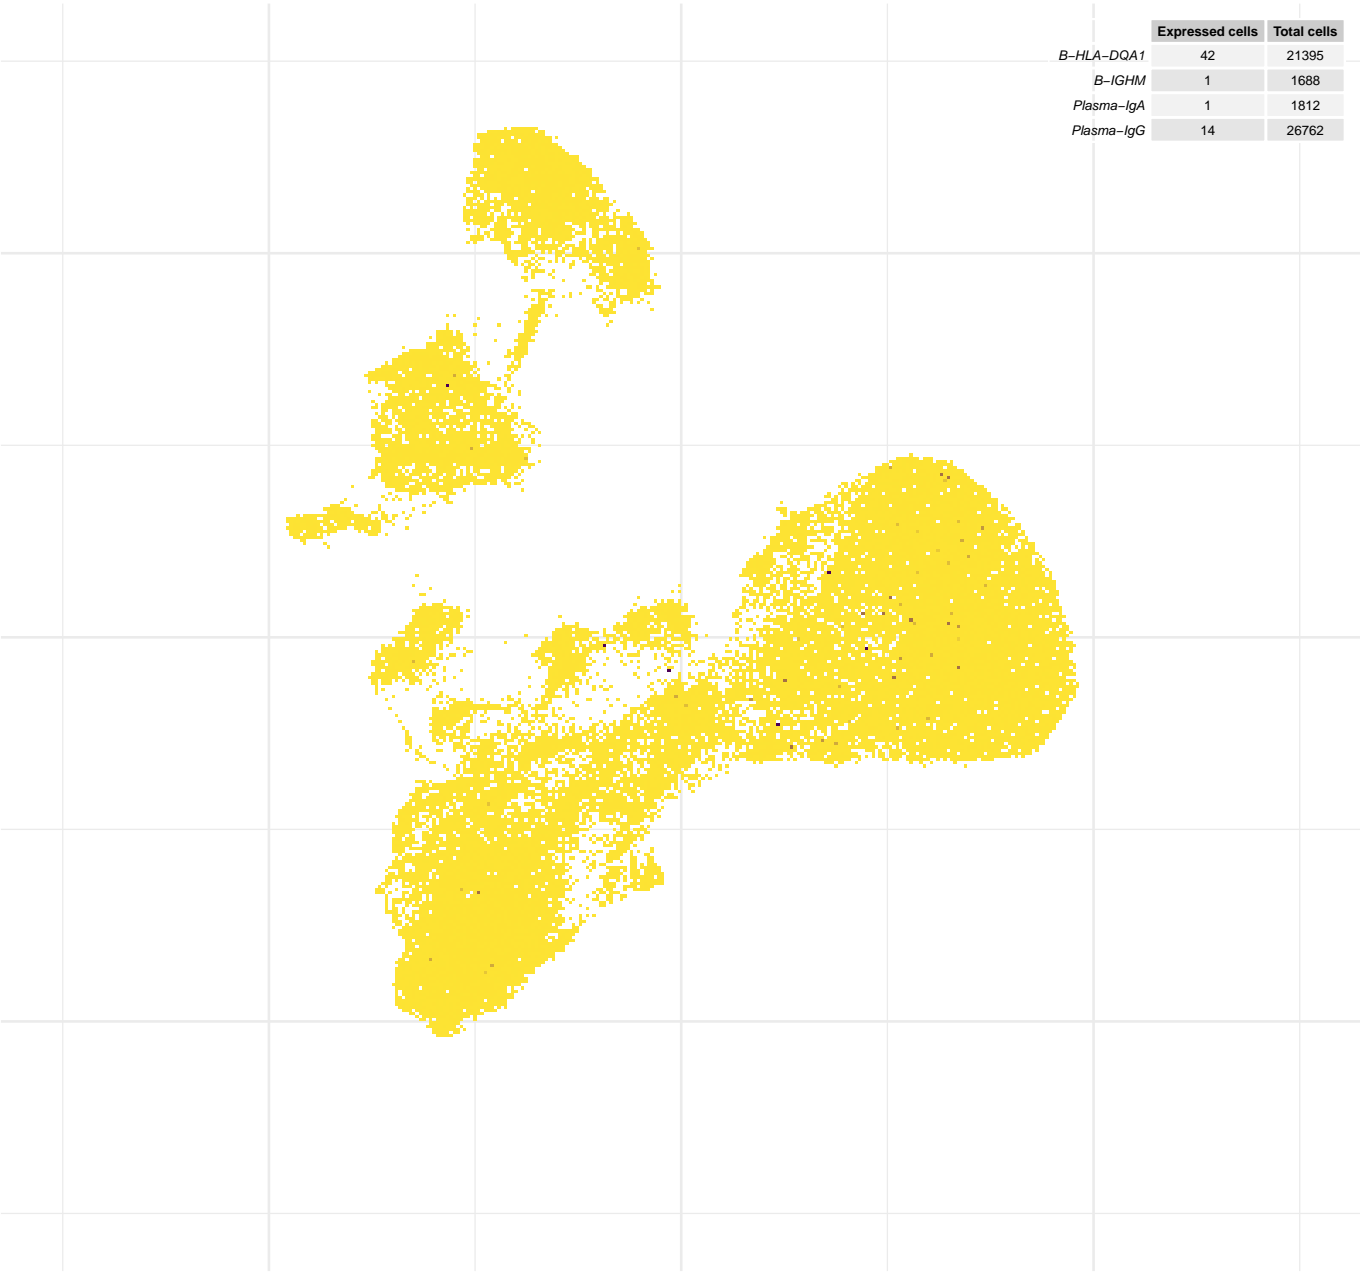 Expressed cells Total cells
B−HLA−DQA1 42 21395
B−IGHM 1 1688
Plasma−IgA 1 1812
Plasma−IgG 14 26762